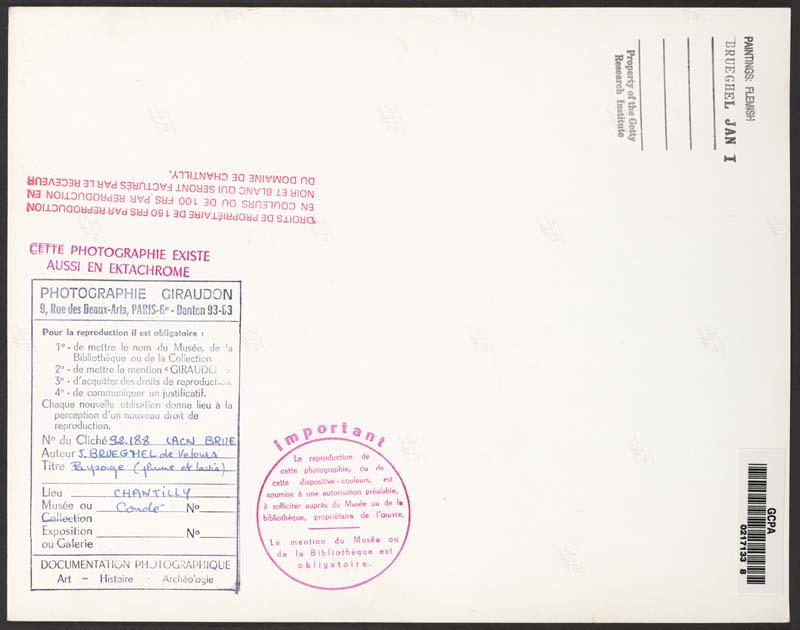 PAINTINGS: FLEMISH
BRUEGHEL JAN I
Property of the Getty
Research Institute
DROITS DE PROPRIÉTAIRE DE 150 FRS PAR REPRODUCTION
EN COULEURS OU DE 100 FRS PAR REPRODUCTION EN
NOIR ET BLANC QUI SERONT FACTURÉS PAR LE RECEVEUR
DU DOMAINE DE CHANTILLY.
CETTE PHOTOGRAPHIE EXISTE
AUSSI EN EKTACHROME
PHOTOGRAPHIE GIRAUDON
9, Rue des Beaux-Arts, PARIS-6e - Danton 93-63
Pour la reproduction il est obligatoire :
1º - de mettre le nom du Musée, de la
Bibliothèque ou de la Collection
2º - de mettre la mention « GIRAUDO
3º - d'acquitter des droits de reproduct
4º - de communiquer un justificatif.
Chaque nouvelle utilisation donne lieu à la
perception d'un nouveau droit de
reproduction.
Nº du Cliché 92.188 LACN BRUE
Auteur J. BRUEGHEL de Velours
Titre Paysage (plume et lavis)
Lieu CHANTILLY
Musée ou Condé Nº
Collection
Exposition Nº
ou Galerie
DOCUMENTATION PHOTOGRAPHIQUE
Art - Histoire - Archéologie
important
La reproduction de
cette photographie, ou de
cette diapositive-couleurs, est
soumise à une autorisation préalable,
à solliciter auprès du Musée ou de la
bibliothèque, propriétaire de l'œuvre.
La mention du Musée ou
de la Bibliothèque est
obligatoire.
GCPA
0217133 8